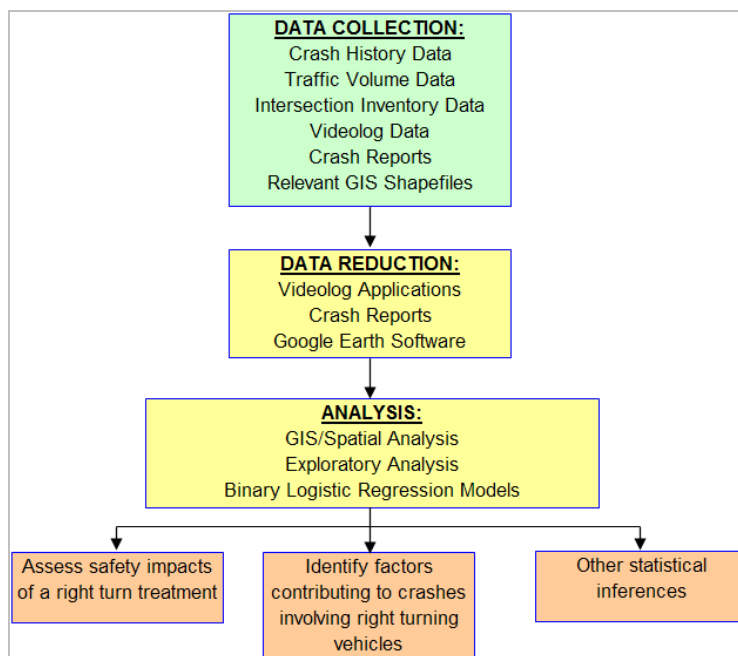 DATA COLLECTION:
Crash History Data
Traffic Volume Data
Intersection Inventory Data
Videolog Data
Crash Reports
Relevant GIS Shapefiles
DATA REDUCTION:
Videolog Applications
Crash Reports
Google Earth Software
ANALYSIS:
GIS/Spatial Analysis
Exploratory Analysis
Binary Logistic Regression Models
Assess safety impacts
of a right turn treatment
Identify factors
contributing to crashes
involving right turning
vehicles
Other statistical
inferences